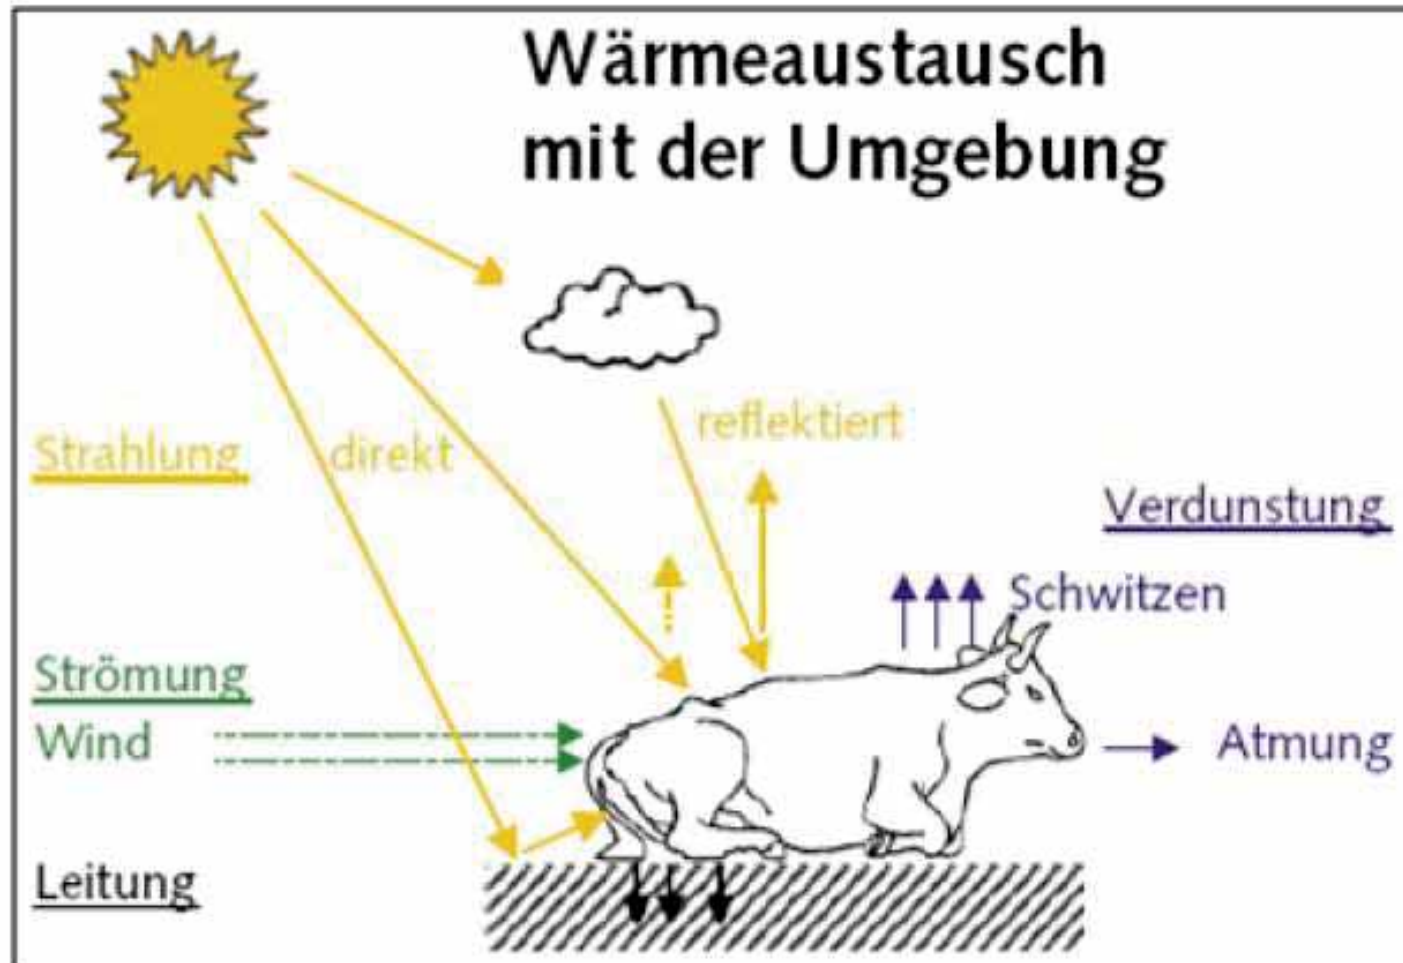 Wärmeaustausch
mit der Umgebung
reflektiert
Strahlung direkt
Verdunstung
Schwitzen
Strömung
Wind
Atmung
Leitung